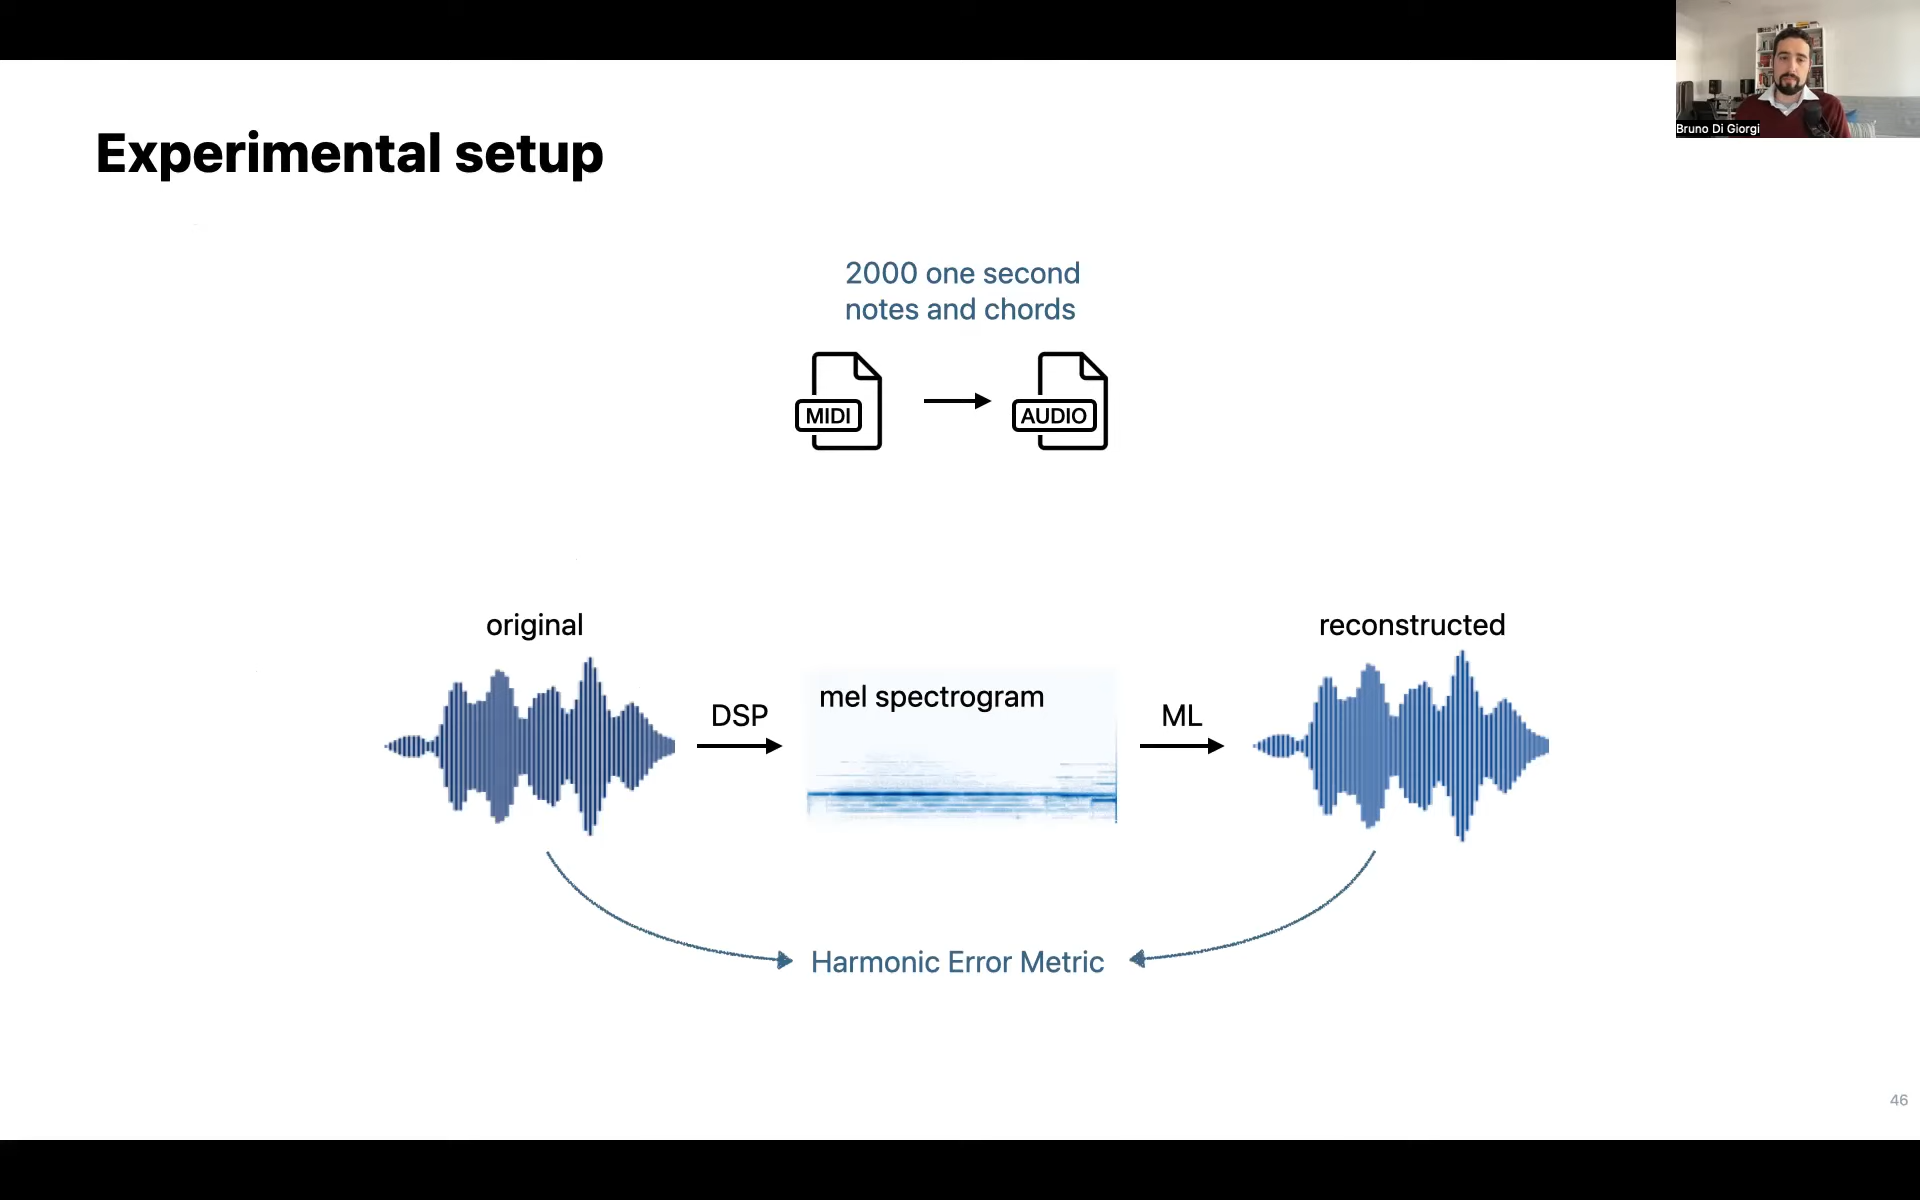 Bruno Di Giorgi
Experimental setup
2000 one second
notes and chords
MIDI
AUDIO
original
reconstructed
DSP
mel spectrogram
ML
Harmonic Error Metric
46